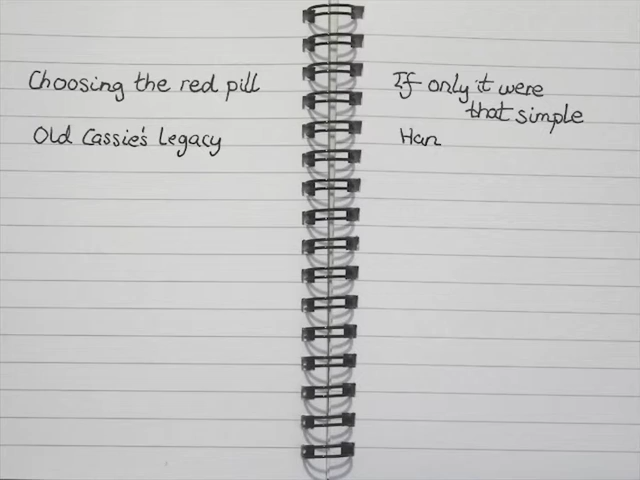 Choosing the red pill
Old Cassie's Legacy
If only it were
that simple
Han